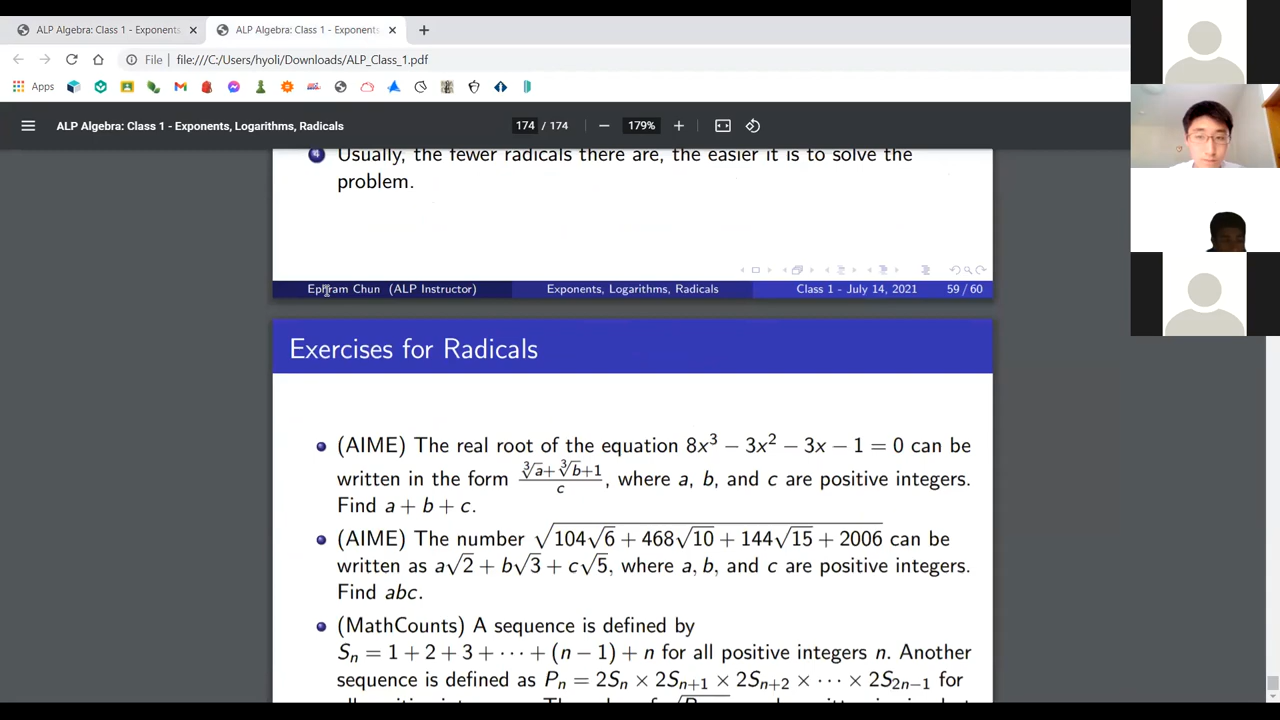 ALP Algebra: Class 1 - Exponents
ALP Algebra: Class 1 - Exponents
File file:///C:/Users/hyoli/Downloads/ALP_Class_1.pdf
Apps
ALP Algebra: Class 1 - Exponents, Logarithms, Radicals 174 / 174 179%
4 Usually, the fewer radicals there are, the easier it is to solve the
problem.
Ephram Chun (ALP Instructor) Exponents, Logarithms, Radicals Class 1 - July 14, 2021 59 / 60
Exercises for Radicals
(AIME) The real root of the equation 8x³ − 3x² − 3x − 1 = 0 can be
written in the form (∛a+∛b+1)/c, where a, b, and c are positive integers.
Find a + b + c.
(AIME) The number √(104√6 + 468√10 + 144√15 + 2006) can be
written as a√2 + b√3 + c√5, where a, b, and c are positive integers.
Find abc.
(MathCounts) A sequence is defined by
Sₙ = 1 + 2 + 3 + ⋯ + (n − 1) + n for all positive integers n. Another
sequence is defined as Pₙ = 2Sₙ × 2Sₙ₊₁ × 2Sₙ₊₂ × ⋯ × 2S₂ₙ₋₁ for